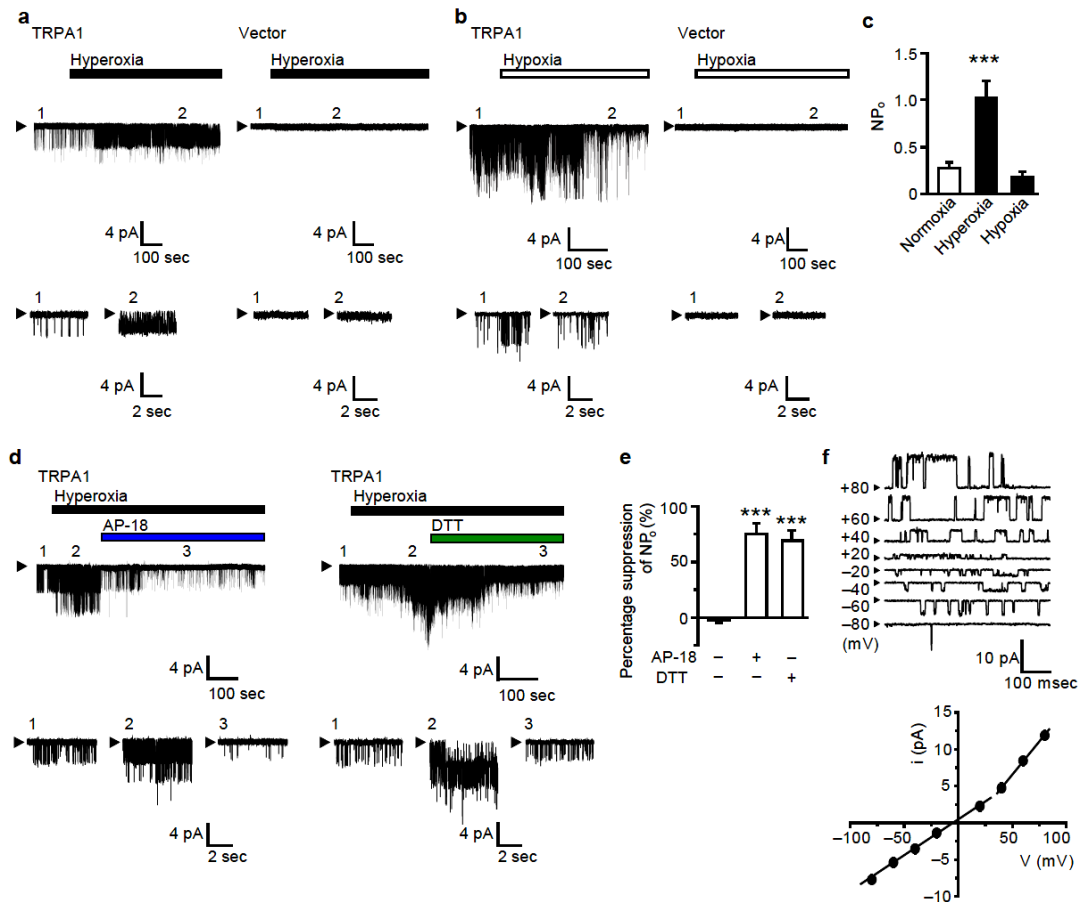 a
TRPA1
Vector
Hyperoxia
Hyperoxia
1
2
1
2
4 pA
100 sec
4 pA
100 sec
1
2
1
2
4 pA
2 sec
4 pA
2 sec
b
TRPA1
Vector
Hypoxia
Hypoxia
1
2
1
2
4 pA
100 sec
4 pA
100 sec
1
2
1
2
4 pA
2 sec
4 pA
2 sec
c
1.5
1.0
0.5
0
NPo
***
Normoxia
Hyperoxia
Hypoxia
d
TRPA1
Hyperoxia
AP-18
1
2
3
4 pA
100 sec
1
2
3
4 pA
2 sec
TRPA1
Hyperoxia
DTT
1
2
3
4 pA
100 sec
1
2
3
4 pA
2 sec
e
Percentage suppression
of NPo (%)
100
75
50
25
0
*** ***
AP-18 – + –
DTT – – +
f
+80
+60
+40
+20
–20
–40
–60
–80
(mV)
10 pA
100 msec
i (pA)
15
10
5
–5
–10
–100
–50
50
100
V (mV)